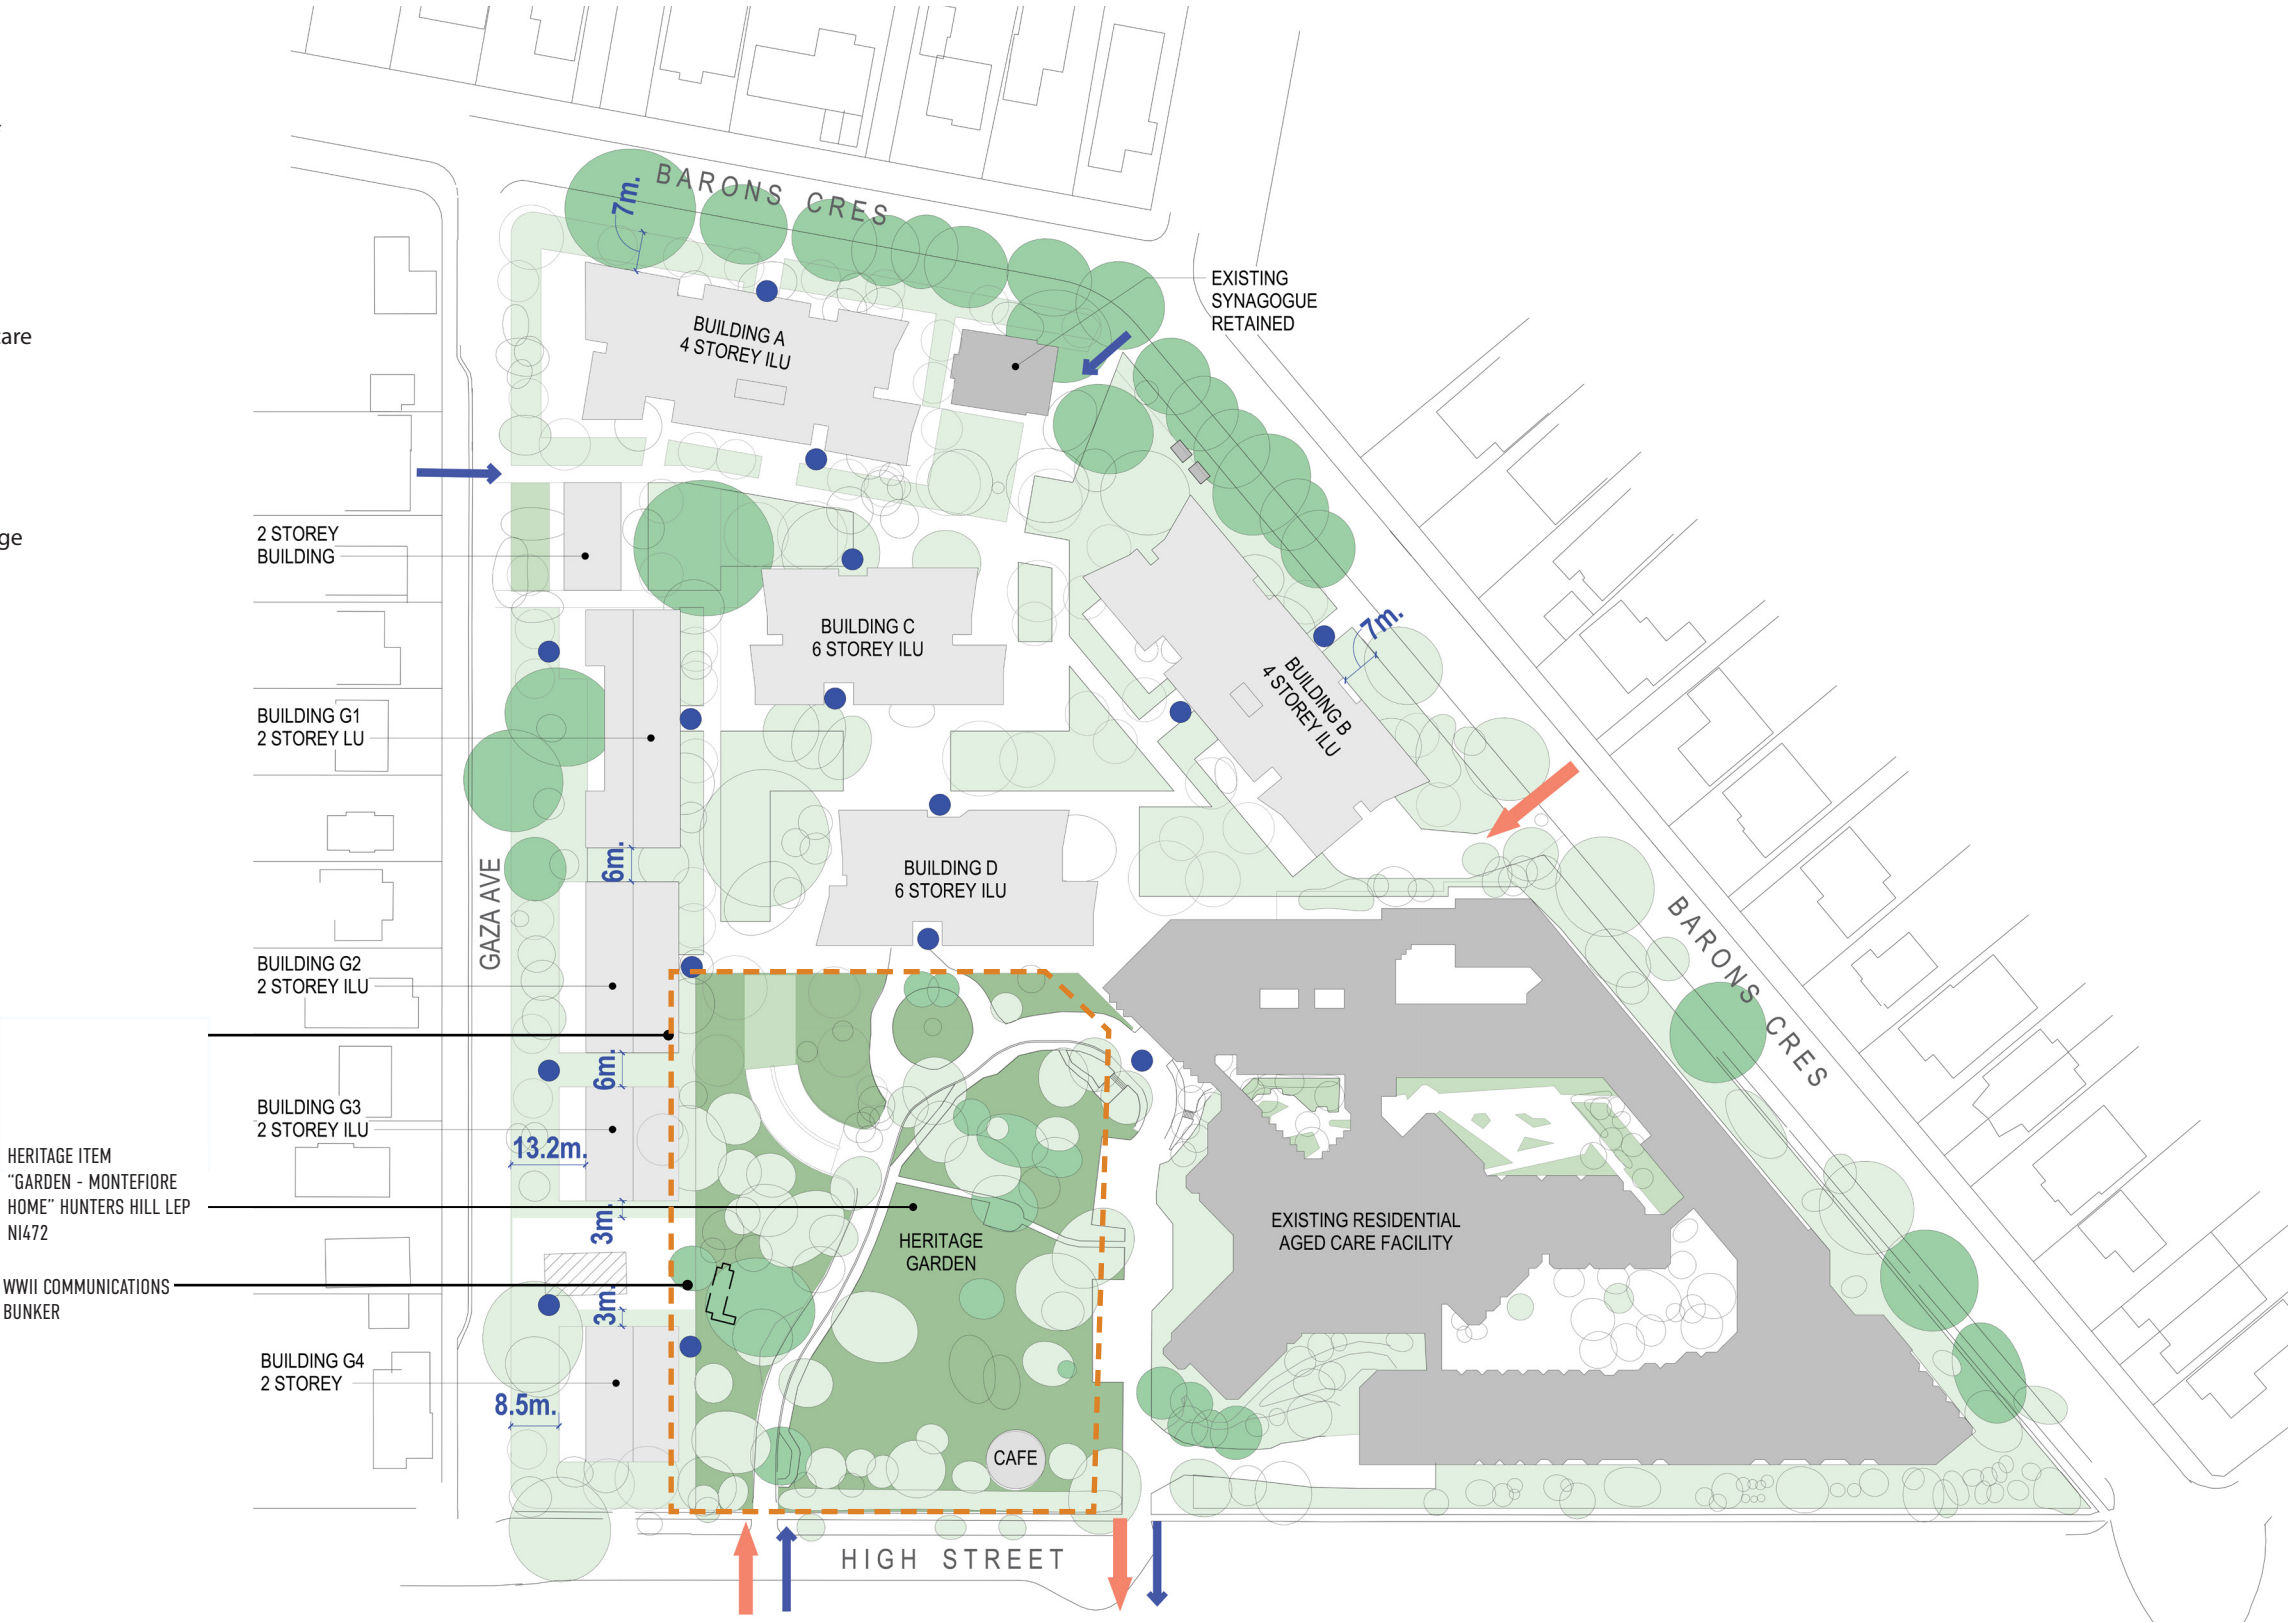 BARONS CRES
7m.
EXISTING
SYNAGOGUE
RETAINED
BUILDING A
4 STOREY ILU
are
ge
2 STOREY
BUILDING
BUILDING C
6 STOREY ILU
7m.
BUILDING B
4 STOREY ILU
BUILDING G1
2 STOREY LU
6m.
GAZA AVE
BUILDING D
6 STOREY ILU
BARONS CRES
BUILDING G2
2 STOREY ILU
6m.
BUILDING G3
2 STOREY ILU
13.2m.
HERITAGE ITEM
“GARDEN - MONTEFIORE
HOME” HUNTERS HILL LEP
NI472
3m.
HERITAGE
GARDEN
EXISTING RESIDENTIAL
AGED CARE FACILITY
WWII COMMUNICATIONS
BUNKER
3m.
BUILDING G4
2 STOREY
8.5m.
CAFE
HIGH STREET